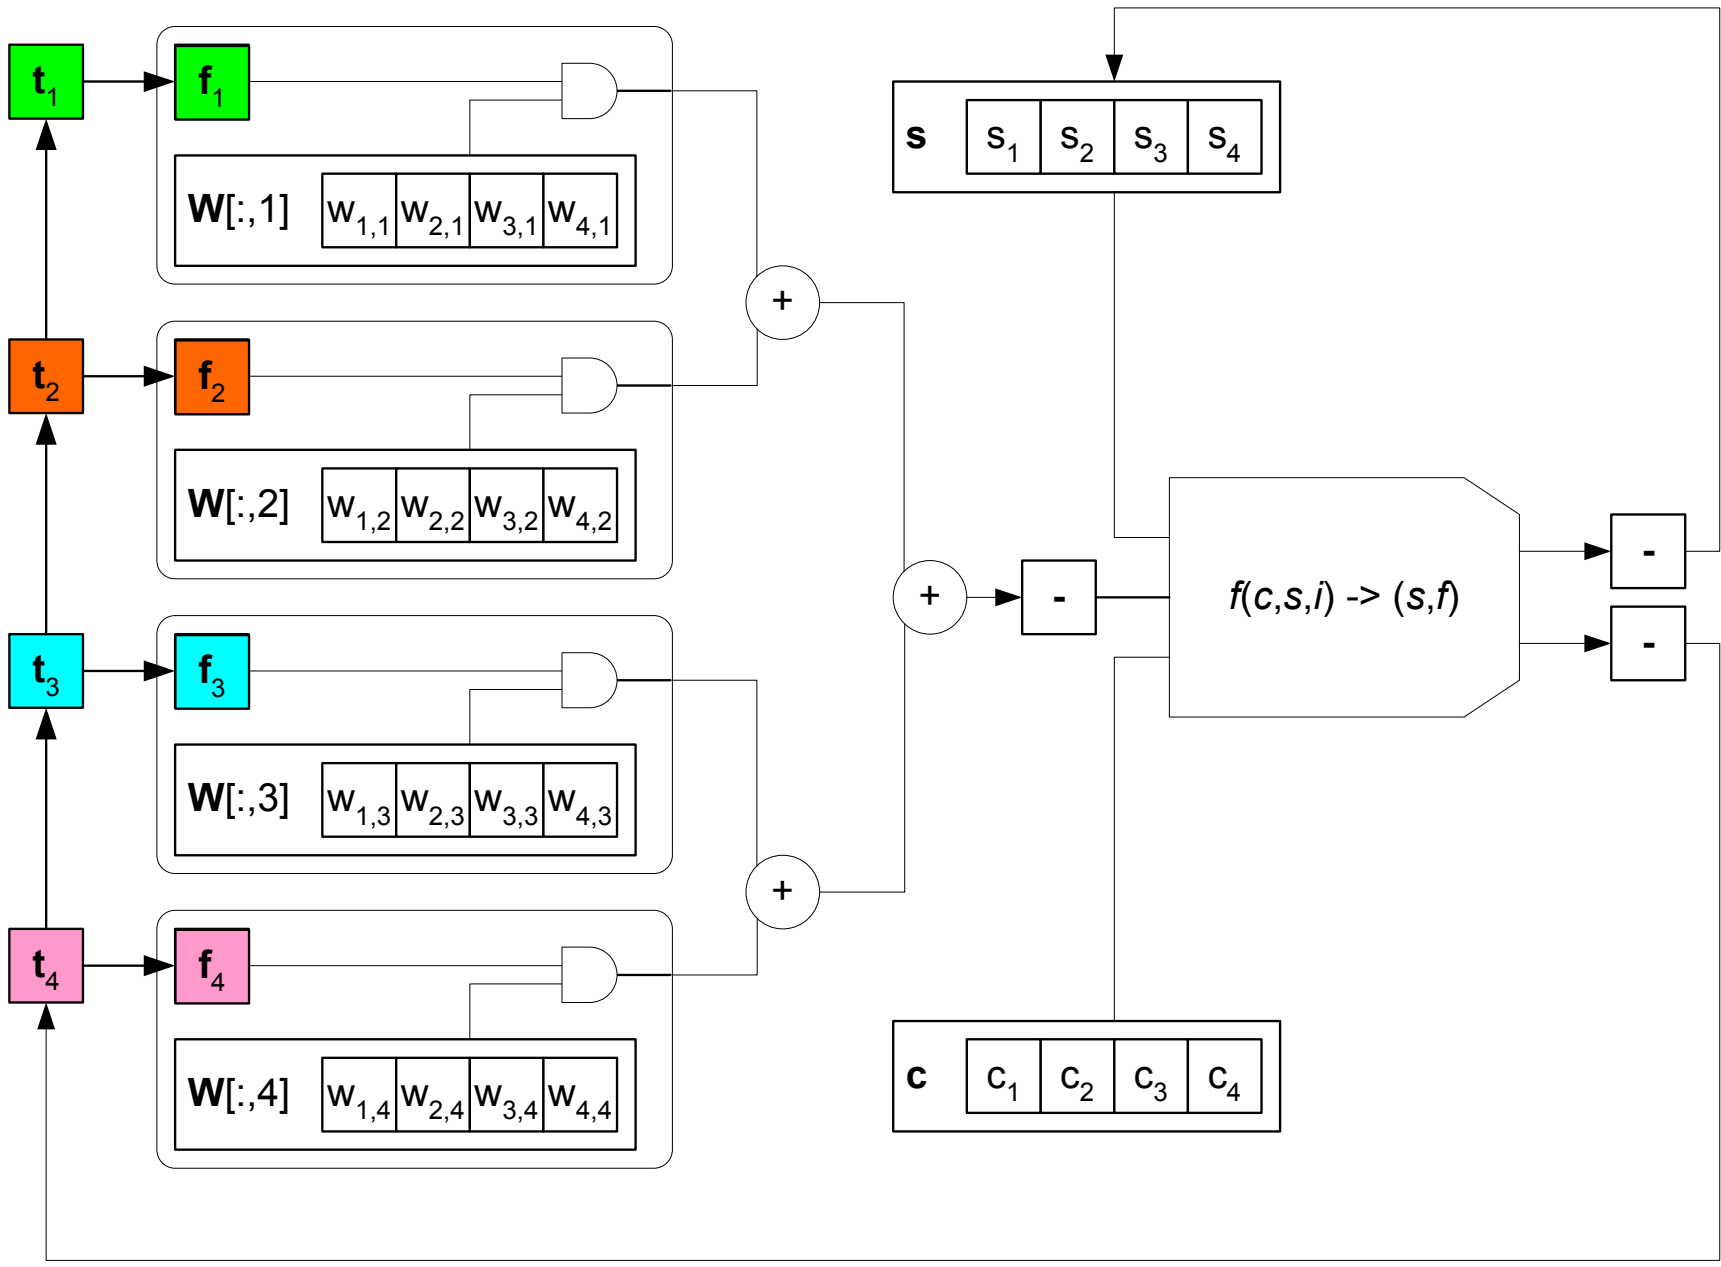 t1 f1
W[:,1] w1,1 w2,1 w3,1 w4,1
s s1 s2 s3 s4
+
t2 f2
W[:,2] w1,2 w2,2 w3,2 w4,2
+ - f(c,s,i) -> (s,f) -
-
t3 f3
W[:,3] w1,3 w2,3 w3,3 w4,3
+
t4 f4
W[:,4] w1,4 w2,4 w3,4 w4,4
c c1 c2 c3 c4